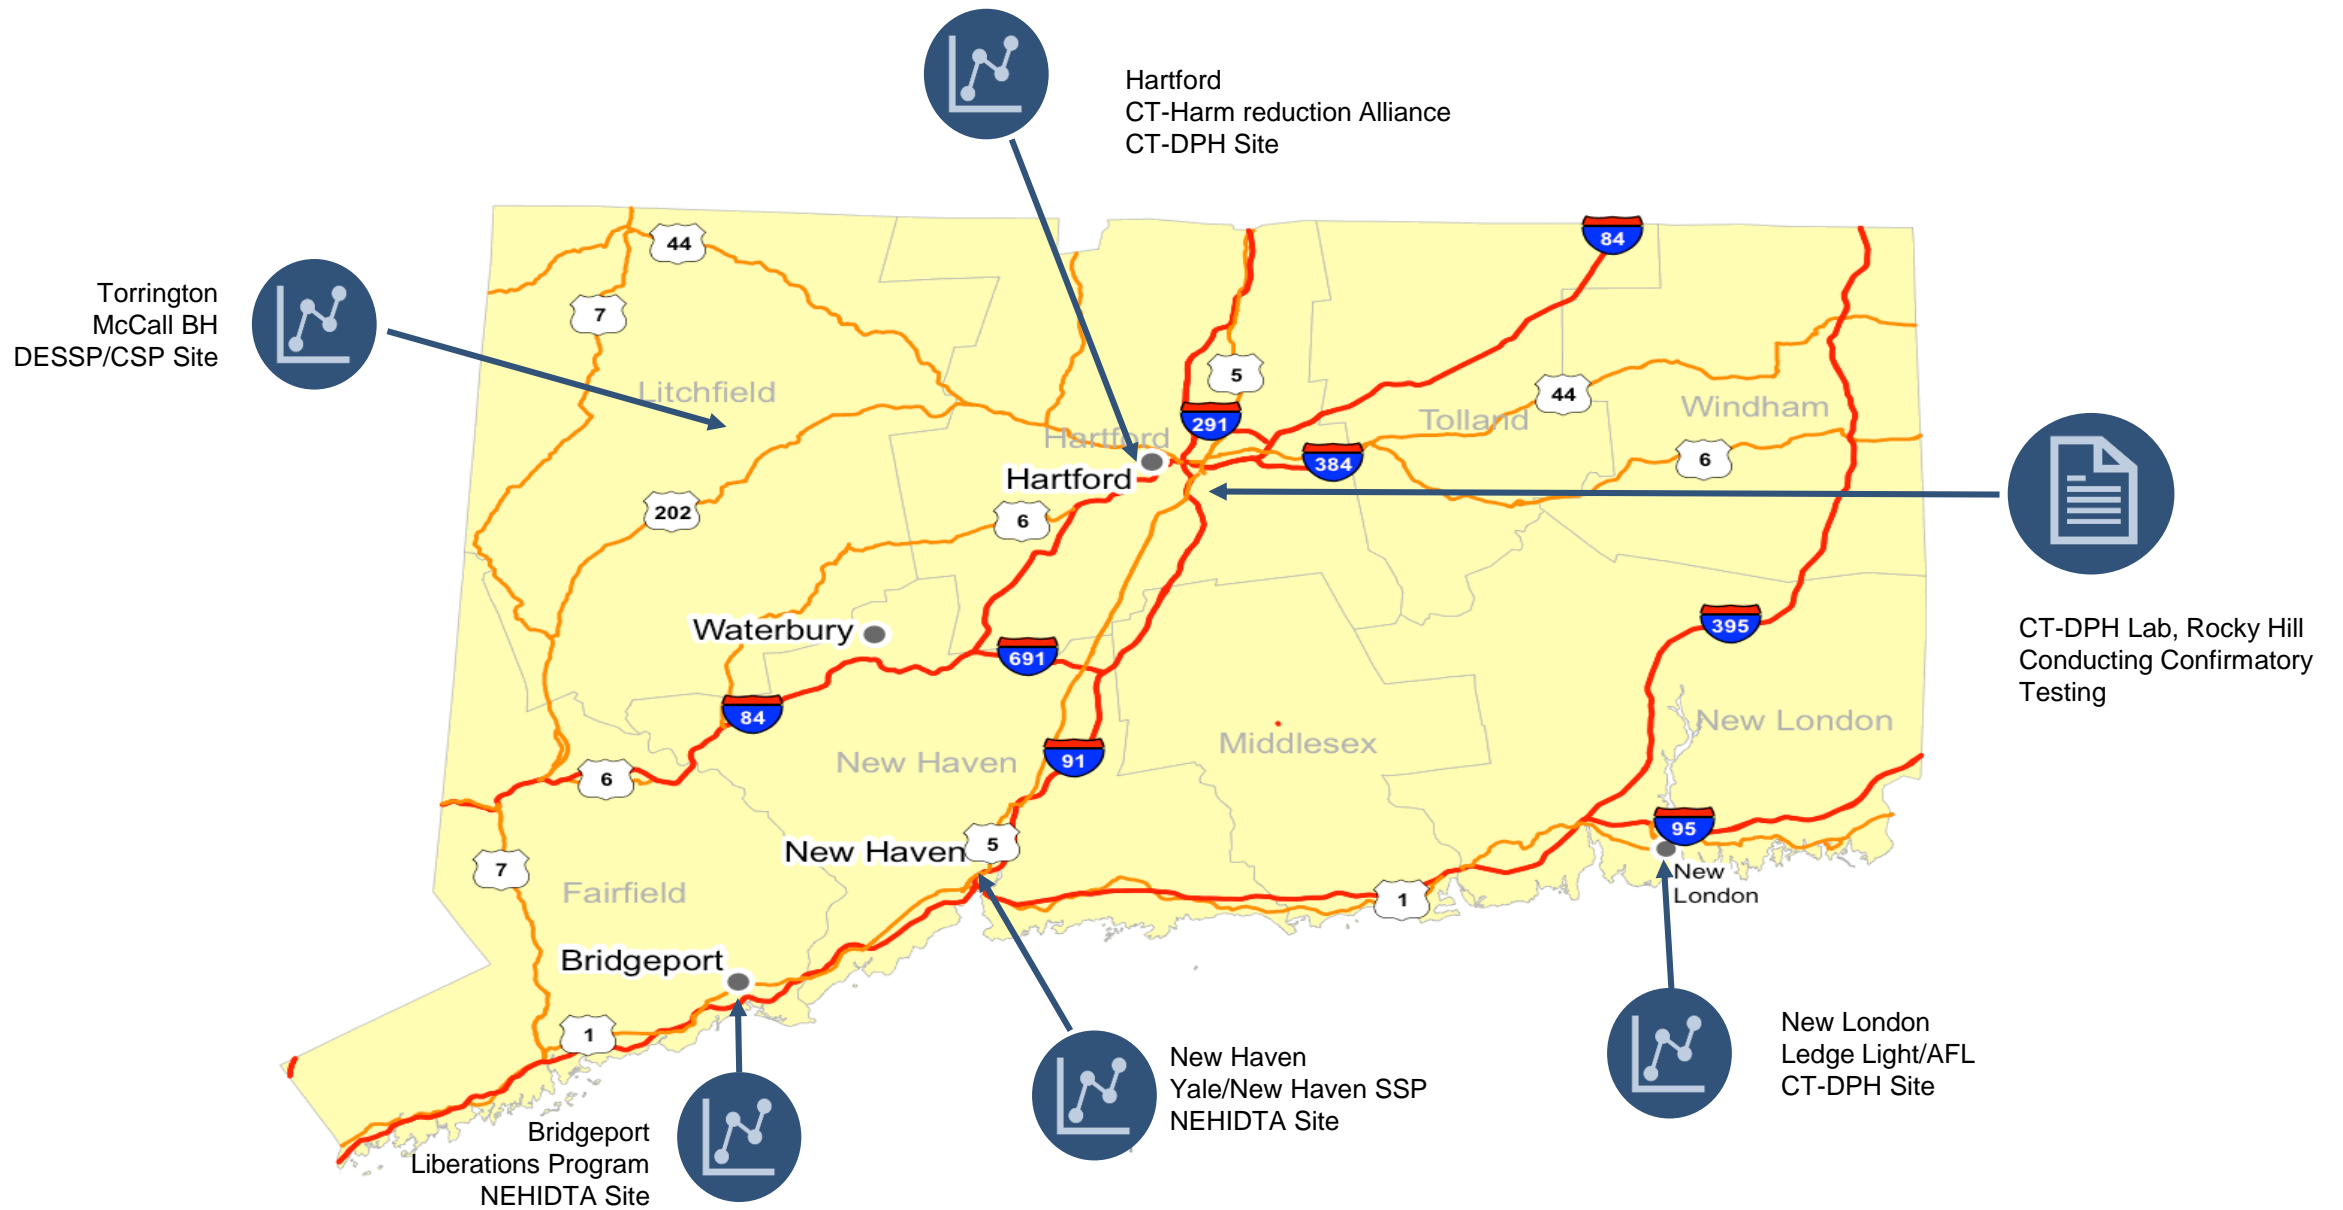 Hartford
CT-Harm reduction Alliance
CT-DPH Site
Torrington
McCall BH
DESSP/CSP Site
44
84
7
5
Litchfield
44
291
Tolland
Windham
Hartford
384
6
Hartford
202
6
CT-DPH Lab, Rocky Hill
Conducting Confirmatory
Testing
Waterbury
395
691
84
New London
New Haven
Middlesex
91
6
95
5
New Haven
7
Fairfield
1
New
London
Bridgeport
1
New London
Ledge Light/AFL
CT-DPH Site
New Haven
Yale/New Haven SSP
NEHIDTA Site
Bridgeport
Liberations Program
NEHIDTA Site